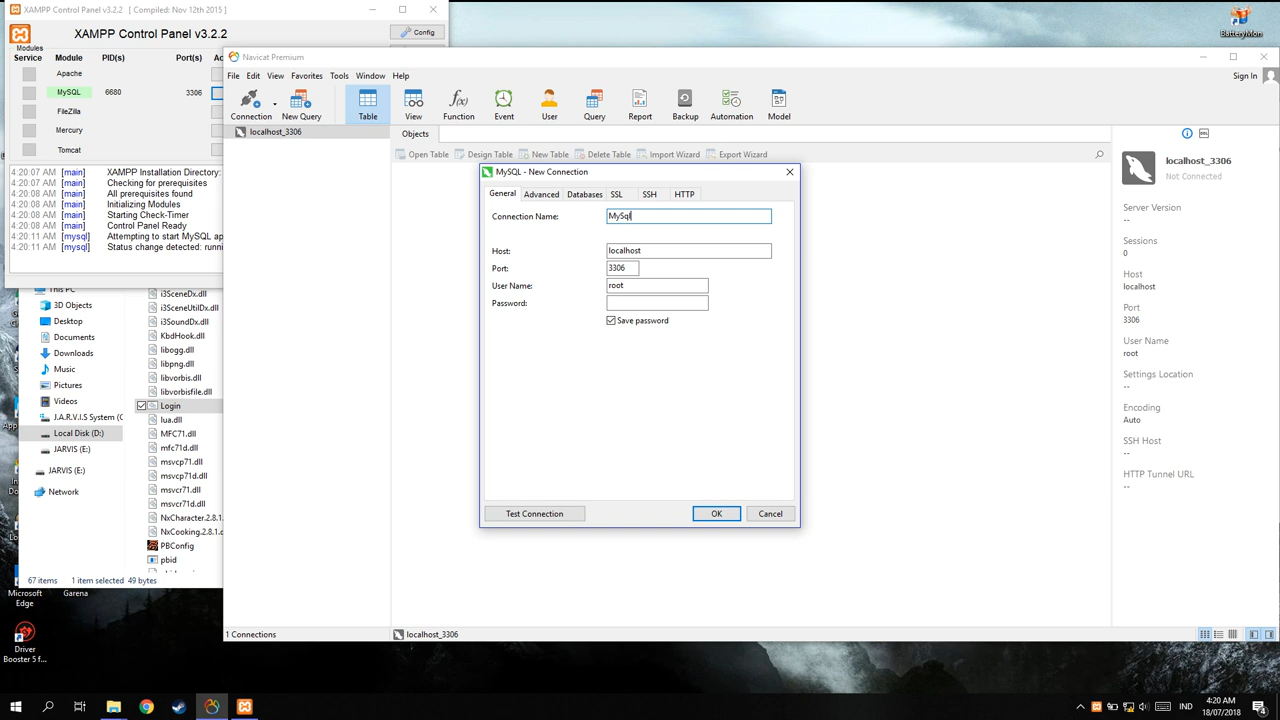 XAMPP Control Panel v3.2.2 [ Compiled: Nov 12th 2015 ]
XAMPP Control Panel v3.2.2
Config
Modules
Service Module PID(s) Port(s)
Apache
MySQL 6680 3306
FileZilla
Mercury
Tomcat
4:20:07 AM [main] XAMPP Installation Directory:
4:20:07 AM [main] Checking for prerequisites
4:20:08 AM [main] All prerequisites found
4:20:08 AM [main] Initializing Modules
4:20:08 AM [main] Starting Check-Timer
4:20:08 AM [main] Control Panel Ready
4:20:11 AM [mysql] Attempting to start MySQL ap
4:20:11 AM [mysql] Status change detected: runni
BatteryMon
Navicat Premium
File Edit View Favorites Tools Window Help
Sign In
Connection New Query Table View Function Event User Query Report Backup Automation Model
localhost_3306
Objects
Open Table Design Table New Table Delete Table Import Wizard Export Wizard
MySQL - New Connection
General Advanced Databases SSL SSH HTTP
Connection Name: MySql
Host: localhost
Port: 3306
User Name: root
Password:
Save password
Test Connection OK Cancel
localhost_3306
Not Connected
Server Version
--
Sessions
0
Host
localhost
Port
3306
User Name
root
Settings Location
--
Encoding
Auto
SSH Host
--
HTTP Tunnel URL
--
1 Connections
localhost_3306
This PC
3D Objects
Desktop
Documents
Downloads
Music
Pictures
Videos
J.A.R.V.I.S System (C
Local Disk (D:)
JARVIS (E:)
JARVIS (E:)
Network
i3SceneDx.dll
i3SceneUtilDx.dll
i3SoundDx.dll
KbdHook.dll
libogg.dll
libpng.dll
libvorbis.dll
libvorbisfile.dll
Login
lua.dll
MFC71.dll
mfc71d.dll
msvcp71.dll
msvcp71d.dll
msvcr71.dll
msvcr71d.dll
NxCharacter.2.8.1.
NxCooking.2.8.1.c
PBConfig
pbid
67 items 1 item selected 49 bytes
Microsoft
Edge
Garena
Driver
Booster 5 f...
IND
4:20 AM
18/07/2018
4